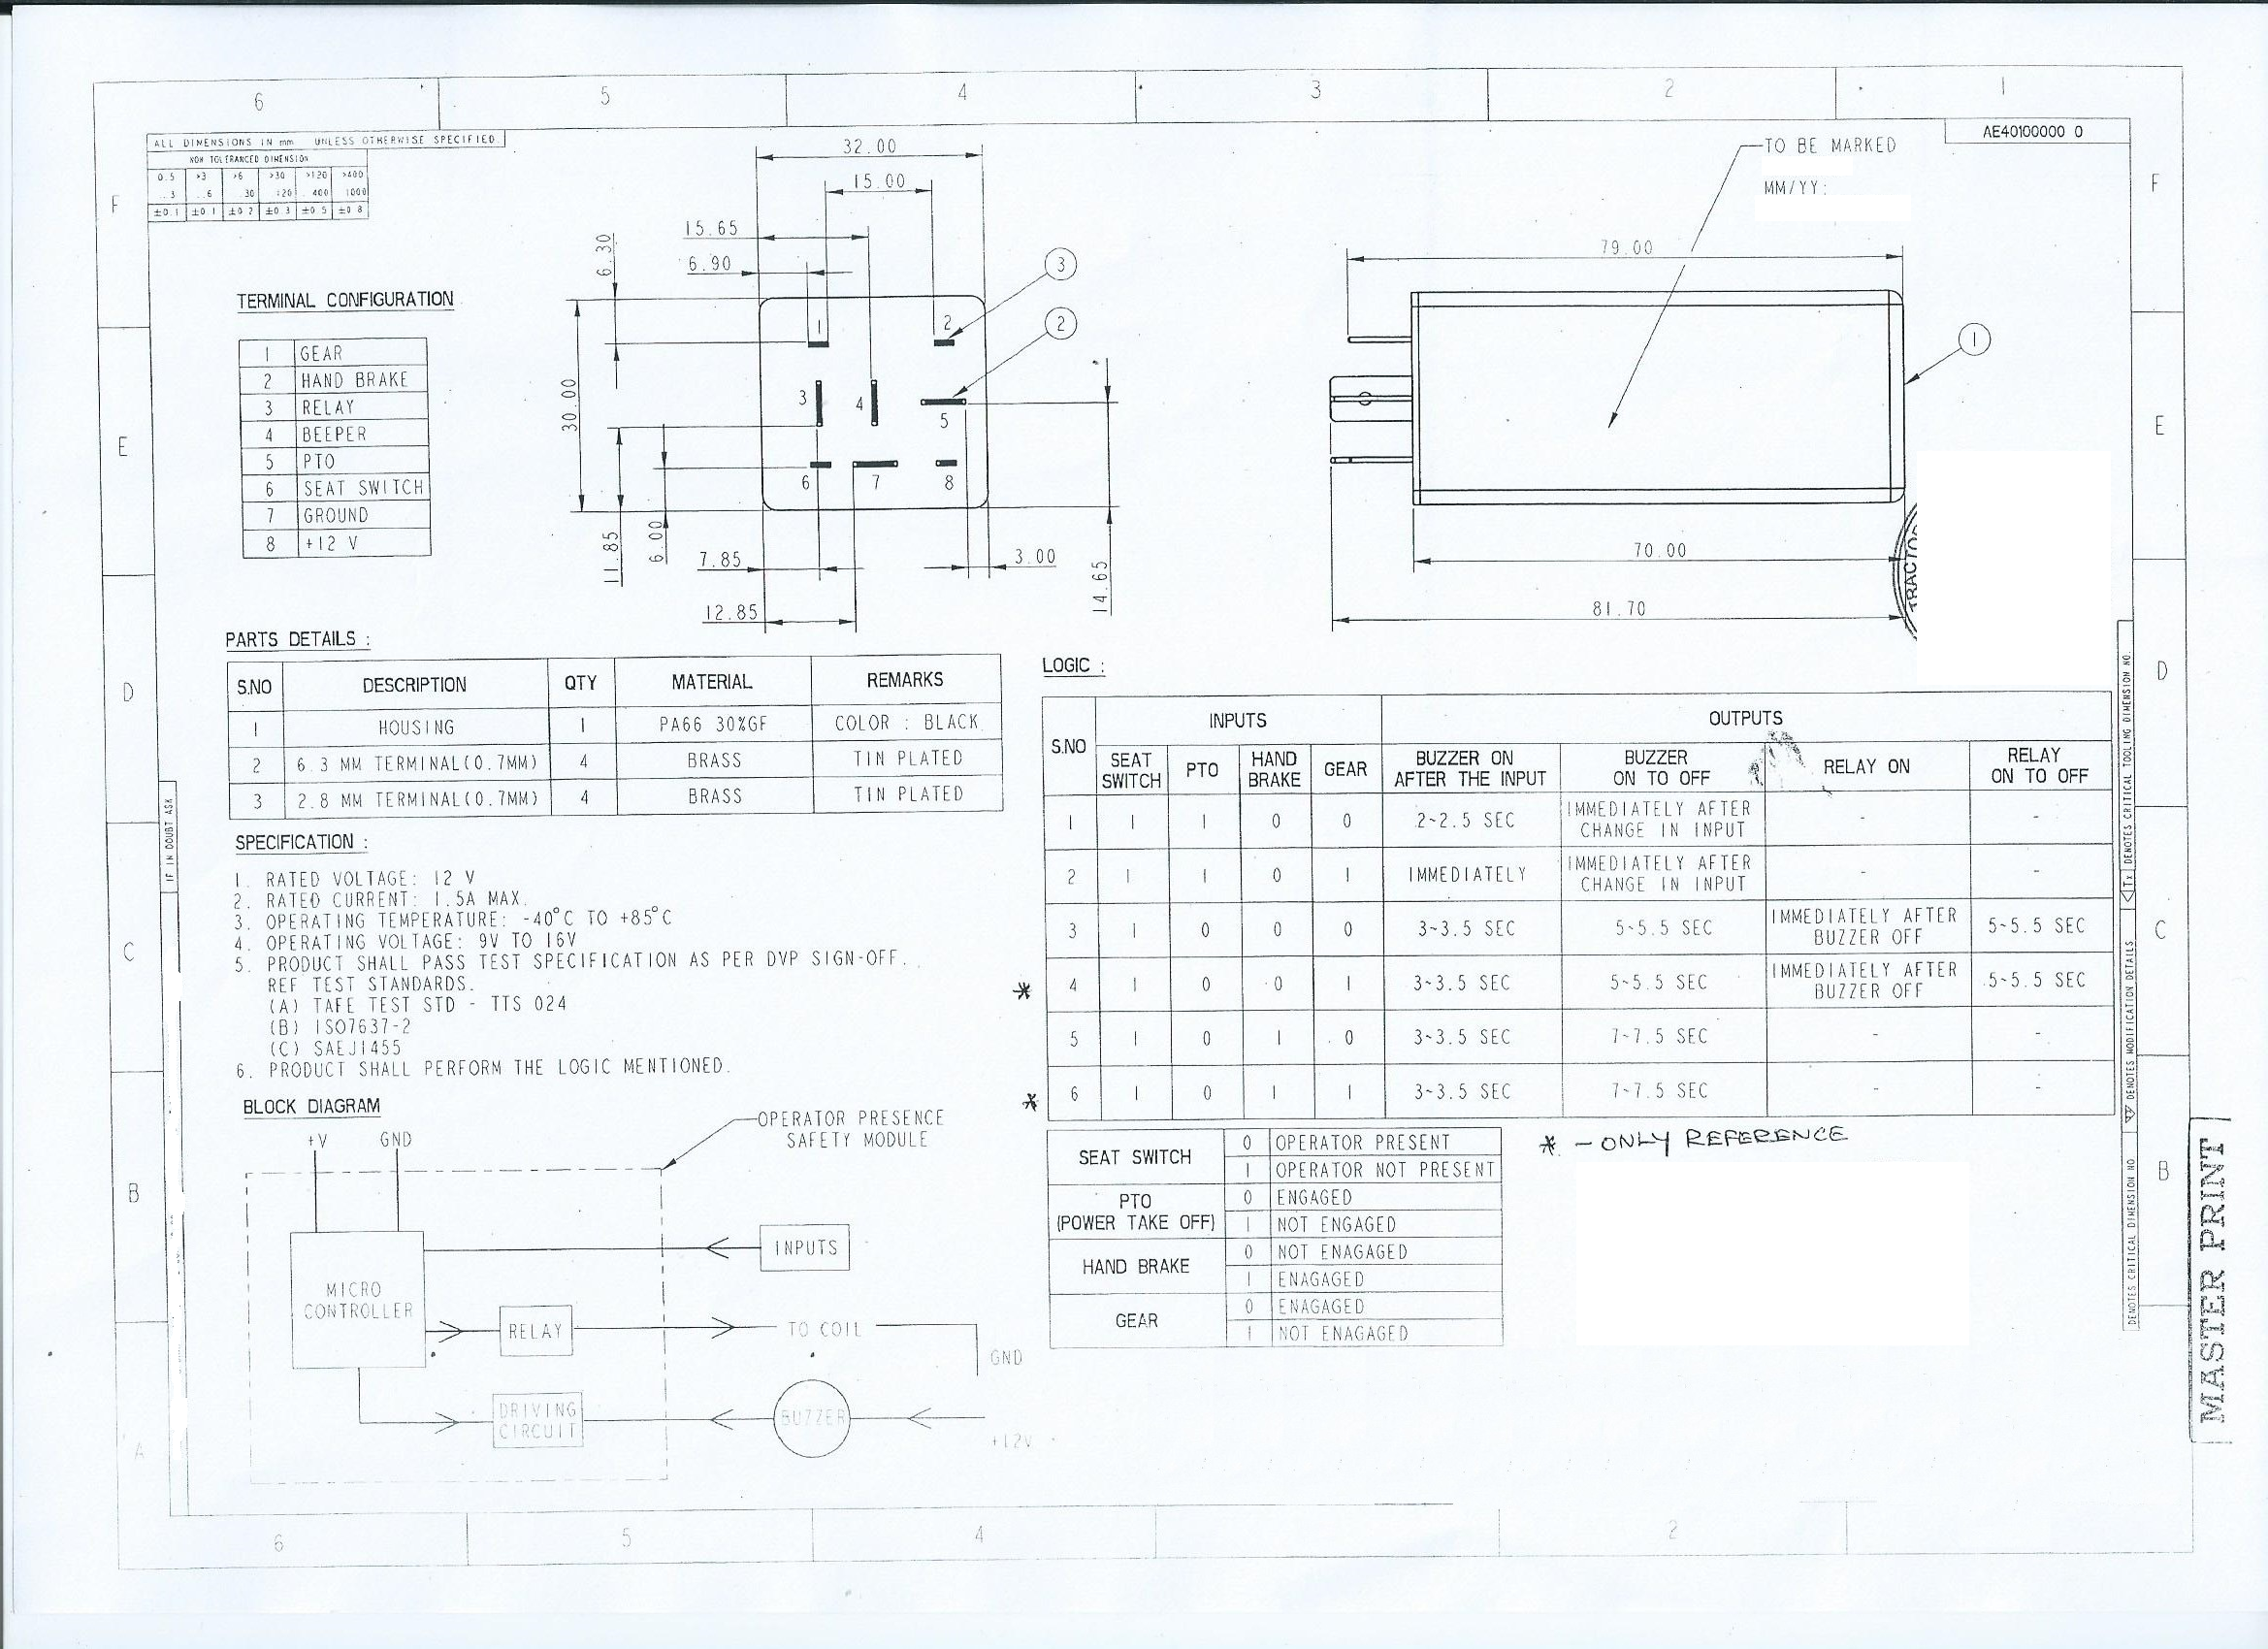 6 5 4 3 2 1
AE40100000 0
ALL DIMENSIONS IN mm UNLESS OTHERWISE SPECIFIED.
NON TOLERANCED DIMENSION
0.5 >3 >6 >30 >120 >400
..3 ..6 30 120 400 1000
±0.1 ±0.1 ±0.2 ±0.3 ±0.5 ±0.8
F
F
TO BE MARKED
MM/YY:
32.00
15.00
15.65
6.90
6.30
30.00
11.85
6.00
7.85
12.85
3.00
14.65
1
2
3
4
5
6
7
8
3
2
79.00
1
70.00
81.70
TRACTOR
TERMINAL CONFIGURATION
1 GEAR
2 HAND BRAKE
3 RELAY
4 BEEPER
5 PTO
6 SEAT SWITCH
7 GROUND
8 +12 V
E
E
PARTS DETAILS :
S.NO DESCRIPTION QTY MATERIAL REMARKS
1 HOUSING 1 PA66 30%GF COLOR : BLACK
2 6.3 MM TERMINAL(0.7MM) 4 BRASS TIN PLATED
3 2.8 MM TERMINAL(0.7MM) 4 BRASS TIN PLATED
D
D
SPECIFICATION :
1. RATED VOLTAGE: 12 V
2. RATED CURRENT: 1.5A MAX.
3. OPERATING TEMPERATURE: -40°C TO +85°C
4. OPERATING VOLTAGE: 9V TO 16V
5. PRODUCT SHALL PASS TEST SPECIFICATION AS PER DVP SIGN-OFF.
REF TEST STANDARDS.
(A) TAFE TEST STD - TTS 024
(B) ISO7637-2
(C) SAEJ1455
6. PRODUCT SHALL PERFORM THE LOGIC MENTIONED.
IF IN DOUBT ASK
C
C
LOGIC :
S.NO INPUTS OUTPUTS
SEAT SWITCH PTO HAND BRAKE GEAR BUZZER ON AFTER THE INPUT BUZZER ON TO OFF RELAY ON RELAY ON TO OFF
1 1 1 0 0 2~2.5 SEC IMMEDIATELY AFTER CHANGE IN INPUT - -
2 1 1 0 1 IMMEDIATELY IMMEDIATELY AFTER CHANGE IN INPUT - -
3 1 0 0 0 3~3.5 SEC 5~5.5 SEC IMMEDIATELY AFTER BUZZER OFF 5~5.5 SEC
* 4 1 0 0 1 3~3.5 SEC 5~5.5 SEC IMMEDIATELY AFTER BUZZER OFF 5~5.5 SEC
5 1 0 1 0 3~3.5 SEC 7~7.5 SEC - -
* 6 1 0 1 1 3~3.5 SEC 7~7.5 SEC - -
* - ONLY REFERENCE
SEAT SWITCH 0 OPERATOR PRESENT
1 OPERATOR NOT PRESENT
PTO (POWER TAKE OFF) 0 ENGAGED
1 NOT ENGAGED
HAND BRAKE 0 NOT ENAGAGED
1 ENAGAGED
GEAR 0 ENAGAGED
1 NOT ENAGAGED
BLOCK DIAGRAM
+V GND
OPERATOR PRESENCE
SAFETY MODULE
MICRO
CONTROLLER
INPUTS
RELAY
TO COIL
GND
DRIVING
CIRCUIT
BUZZER
+12V
B
B
A
DENOTES CRITICAL DIMENSION NO
DENOTES MODIFICATION DETAILS
Tx DENOTES CRITICAL TOOLING DIMENSION NO.
MASTER PRINT
6 5 4 2